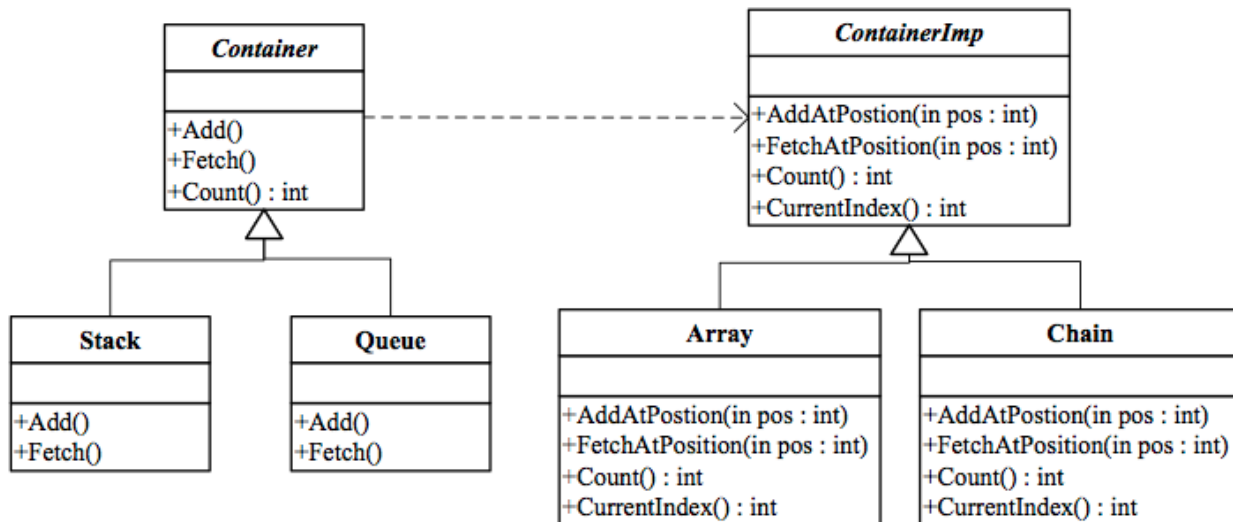 Container
+Add()
+Fetch()
+Count() : int
ContainerImp
+AddAtPostion(in pos : int)
+FetchAtPosition(in pos : int)
+Count() : int
+CurrentIndex() : int
Stack
+Add()
+Fetch()
Queue
+Add()
+Fetch()
Array
+AddAtPostion(in pos : int)
+FetchAtPosition(in pos : int)
+Count() : int
+CurrentIndex() : int
Chain
+AddAtPostion(in pos : int)
+FetchAtPosition(in pos : int)
+Count() : int
+CurrentIndex() : int